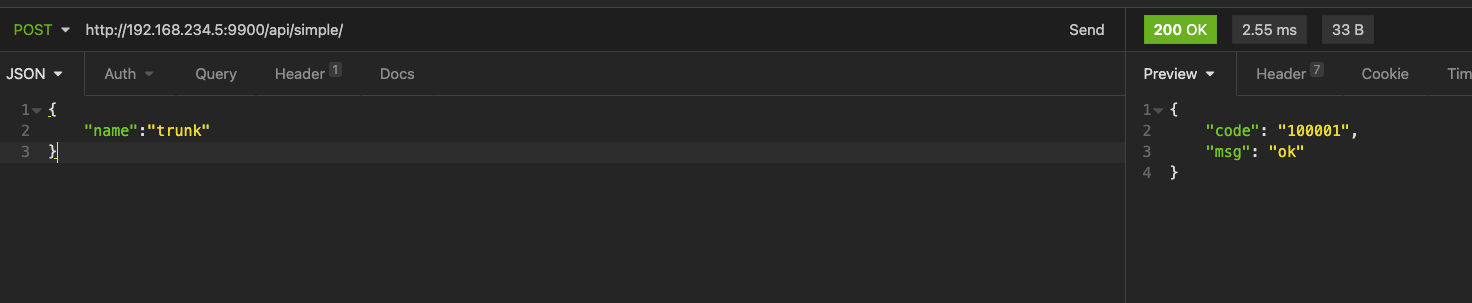 POST http://192.168.234.5:9900/api/simple/ Send 200 OK 2.55 ms 33 B
JSON Auth Query Header 1 Docs Preview Header 7 Cookie Tim
1 {
2 "name":"trunk"
3 }
1 {
2 "code": "100001",
3 "msg": "ok"
4 }